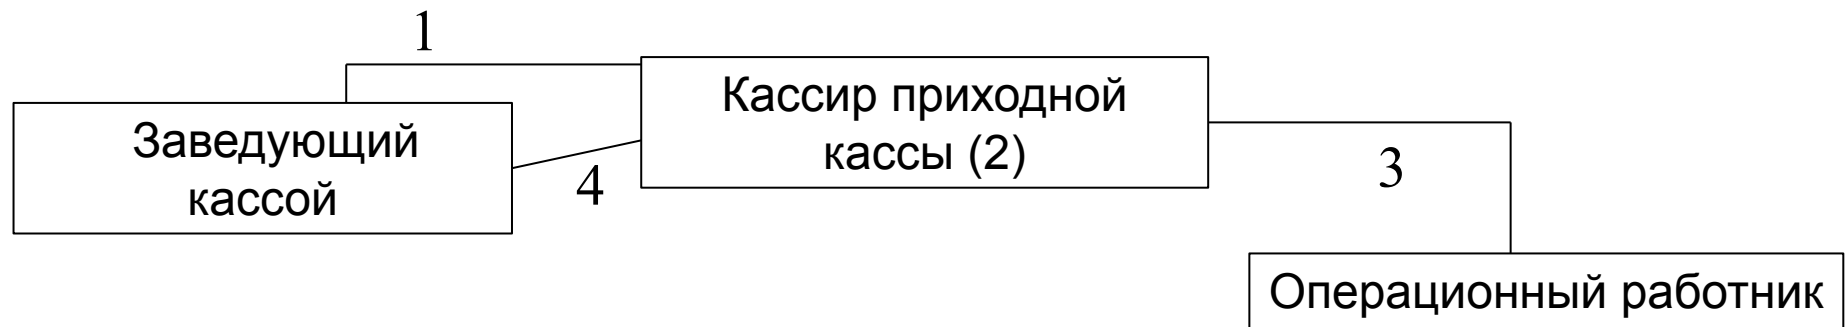 1
Кассир приходной
кассы (2)
Заведующий
кассой
4
3
Операционный работник